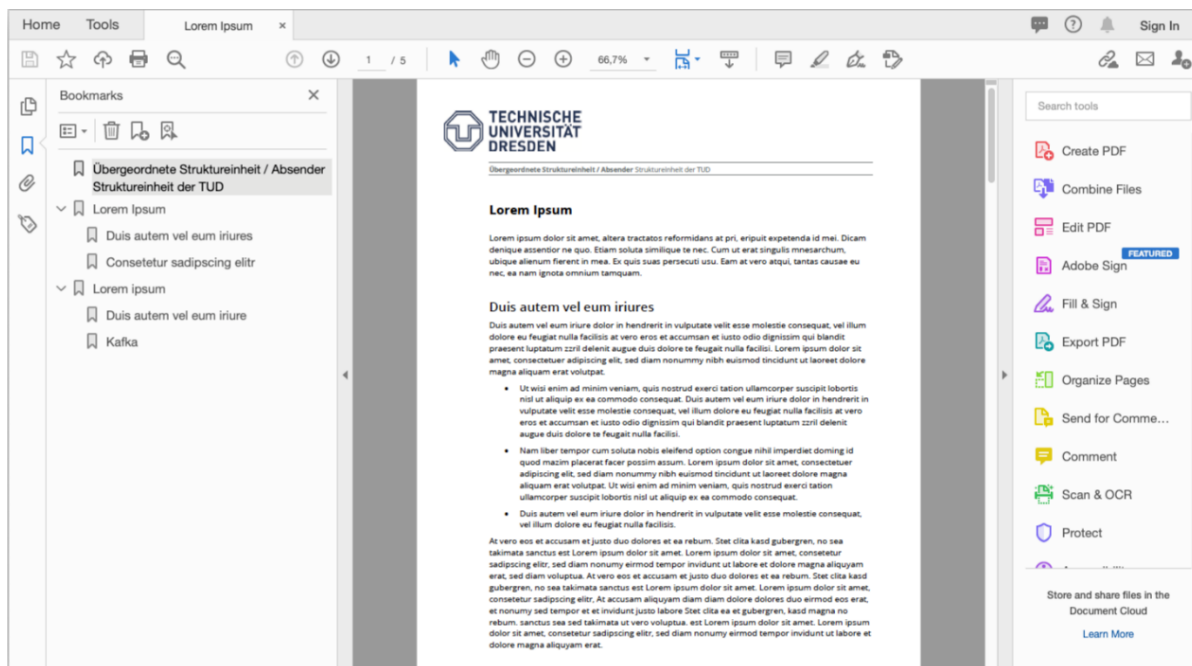 Home Tools Lorem Ipsum × Sign In
1 / 5 66,7%
Bookmarks ×
Übergeordnete Struktureinheit / Absender
Struktureinheit der TUD
Lorem Ipsum
Duis autem vel eum iriures
Consetetur sadipscing elitr
Lorem ipsum
Duis autem vel eum iriure
Kafka
TECHNISCHE
UNIVERSITÄT
DRESDEN
Übergeordnete Struktureinheit / Absender Struktureinheit der TUD
Lorem Ipsum
Lorem ipsum dolor sit amet, altera tractatos reformidans at pri, eripuit expetenda id mei. Dicam
denique assentior ne quo. Etiam soluta similique te nec. Cum ut erat singulis mnesarchum,
ubique alienum fierent in mea. Ex quis suas persecuti usu. Eam at vero atqui, tantas causae eu
nec, ea nam ignota omnium tamquam.
Duis autem vel eum iriures
Duis autem vel eum iriure dolor in hendrerit in vulputate velit esse molestie consequat, vel illum
dolore eu feugiat nulla facilisis at vero eros et accumsan et iusto odio dignissim qui blandit
praesent luptatum zzril delenit augue duis dolore te feugait nulla facilisi. Lorem ipsum dolor sit
amet, consectetuer adipiscing elit, sed diam nonummy nibh euismod tincidunt ut laoreet dolore
magna aliquam erat volutpat.
• Ut wisi enim ad minim veniam, quis nostrud exerci tation ullamcorper suscipit lobortis
nisl ut aliquip ex ea commodo consequat. Duis autem vel eum iriure dolor in hendrerit in
vulputate velit esse molestie consequat, vel illum dolore eu feugiat nulla facilisis at vero
eros et accumsan et iusto odio dignissim qui blandit praesent luptatum zzril delenit
augue duis dolore te feugait nulla facilisi.
• Nam liber tempor cum soluta nobis eleifend option congue nihil imperdiet doming id
quod mazim placerat facer possim assum. Lorem ipsum dolor sit amet, consectetuer
adipiscing elit, sed diam nonummy nibh euismod tincidunt ut laoreet dolore magna
aliquam erat volutpat. Ut wisi enim ad minim veniam, quis nostrud exerci tation
ullamcorper suscipit lobortis nisl ut aliquip ex ea commodo consequat.
• Duis autem vel eum iriure dolor in hendrerit in vulputate velit esse molestie consequat,
vel illum dolore eu feugiat nulla facilisis.
At vero eos et accusam et justo duo dolores et ea rebum. Stet clita kasd gubergren, no sea
takimata sanctus est Lorem ipsum dolor sit amet. Lorem ipsum dolor sit amet, consetetur
sadipscing elitr, sed diam nonumy eirmod tempor invidunt ut labore et dolore magna aliquyam
erat, sed diam voluptua. At vero eos et accusam et justo duo dolores et ea rebum. Stet clita kasd
gubergren, no sea takimata sanctus est Lorem ipsum dolor sit amet. Lorem ipsum dolor sit amet,
consetetur sadipscing elitr, At accusam aliquyam diam diam dolore dolores duo eirmod eos erat,
et nonumy sed tempor et et invidunt justo labore Stet clita ea et gubergren, kasd magna no
rebum. sanctus sea sed takimata ut vero voluptua. est Lorem ipsum dolor sit amet. Lorem ipsum
dolor sit amet, consetetur sadipscing elitr, sed diam nonumy eirmod tempor invidunt ut labore et
dolore magna aliquyam erat.
Search tools
Create PDF
Combine Files
Edit PDF
FEATURED
Adobe Sign
Fill & Sign
Export PDF
Organize Pages
Send for Comme...
Comment
Scan & OCR
Protect
Store and share files in the
Document Cloud
Learn More